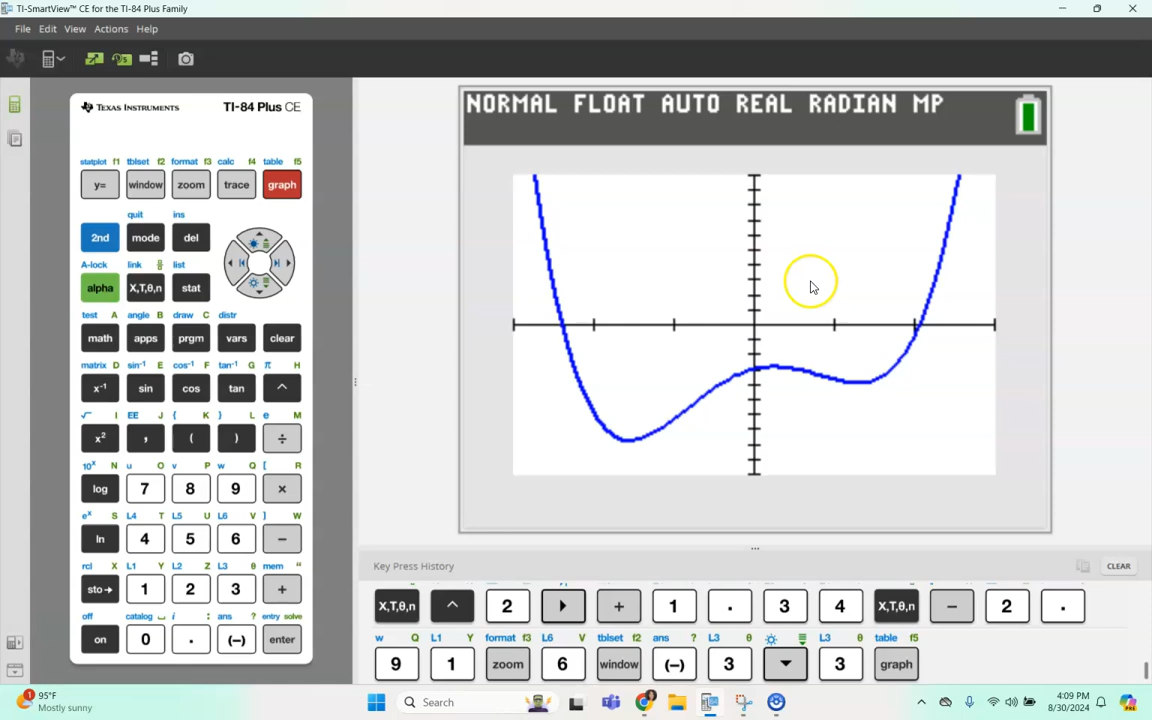 TI-SmartView™ CE for the TI-84 Plus Family
File Edit View Actions Help
TEXAS INSTRUMENTS TI-84 Plus CE
statplot f1 tblset f2 format f3 calc f4 table f5
y= window zoom trace graph
quit ins
2nd mode del
A-lock link list
alpha X,T,θ,n stat
test A angle B draw C distr
math apps prgm vars clear
matrix D sin⁻¹ E cos⁻¹ F tan⁻¹ G π H
x⁻¹ sin cos tan ^
√ I EE J { K } L e M
x² , ( ) ÷
10ˣ N u O v P w Q [ R
log 7 8 9 ×
eˣ S L4 T L5 U L6 V ] W
ln 4 5 6 −
rcl X L1 Y L2 Z L3 θ mem "
sto→ 1 2 3 +
off catalog ␣ i : ans ? entry solve
on 0 . (−) enter
NORMAL FLOAT AUTO REAL RADIAN MP
Key Press History
CLEAR
X,T,θ,n ^ 2 + 1 . 3 4 X,T,θ,n − 2 .
w Q L1 Y format f3 L6 V tblset f2 ans ? L3 θ L3 θ table f5
9 1 zoom 6 window (−) 3 3 graph
95°F
Mostly sunny
Search
4:09 PM
8/30/2024